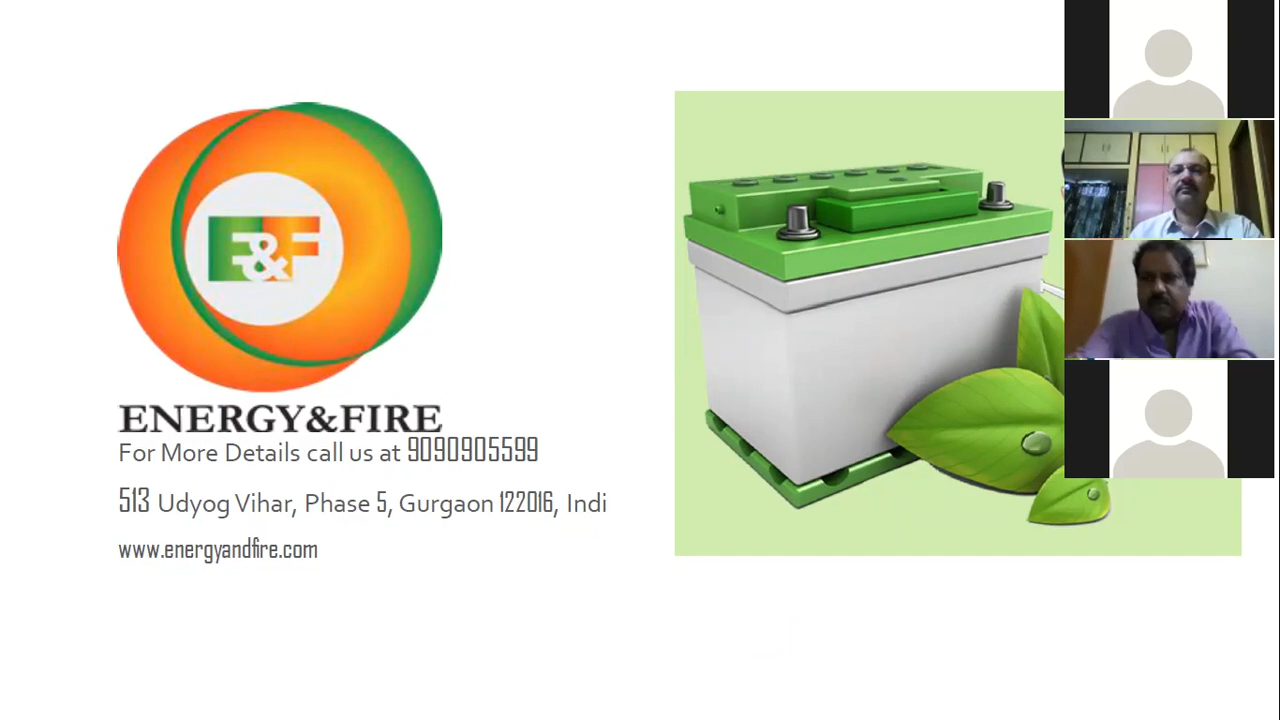 E&F
ENERGY&FIRE
For More Details call us at 9090905599
513 Udyog Vihar, Phase 5, Gurgaon 122016, Indi
www.energyandfire.com